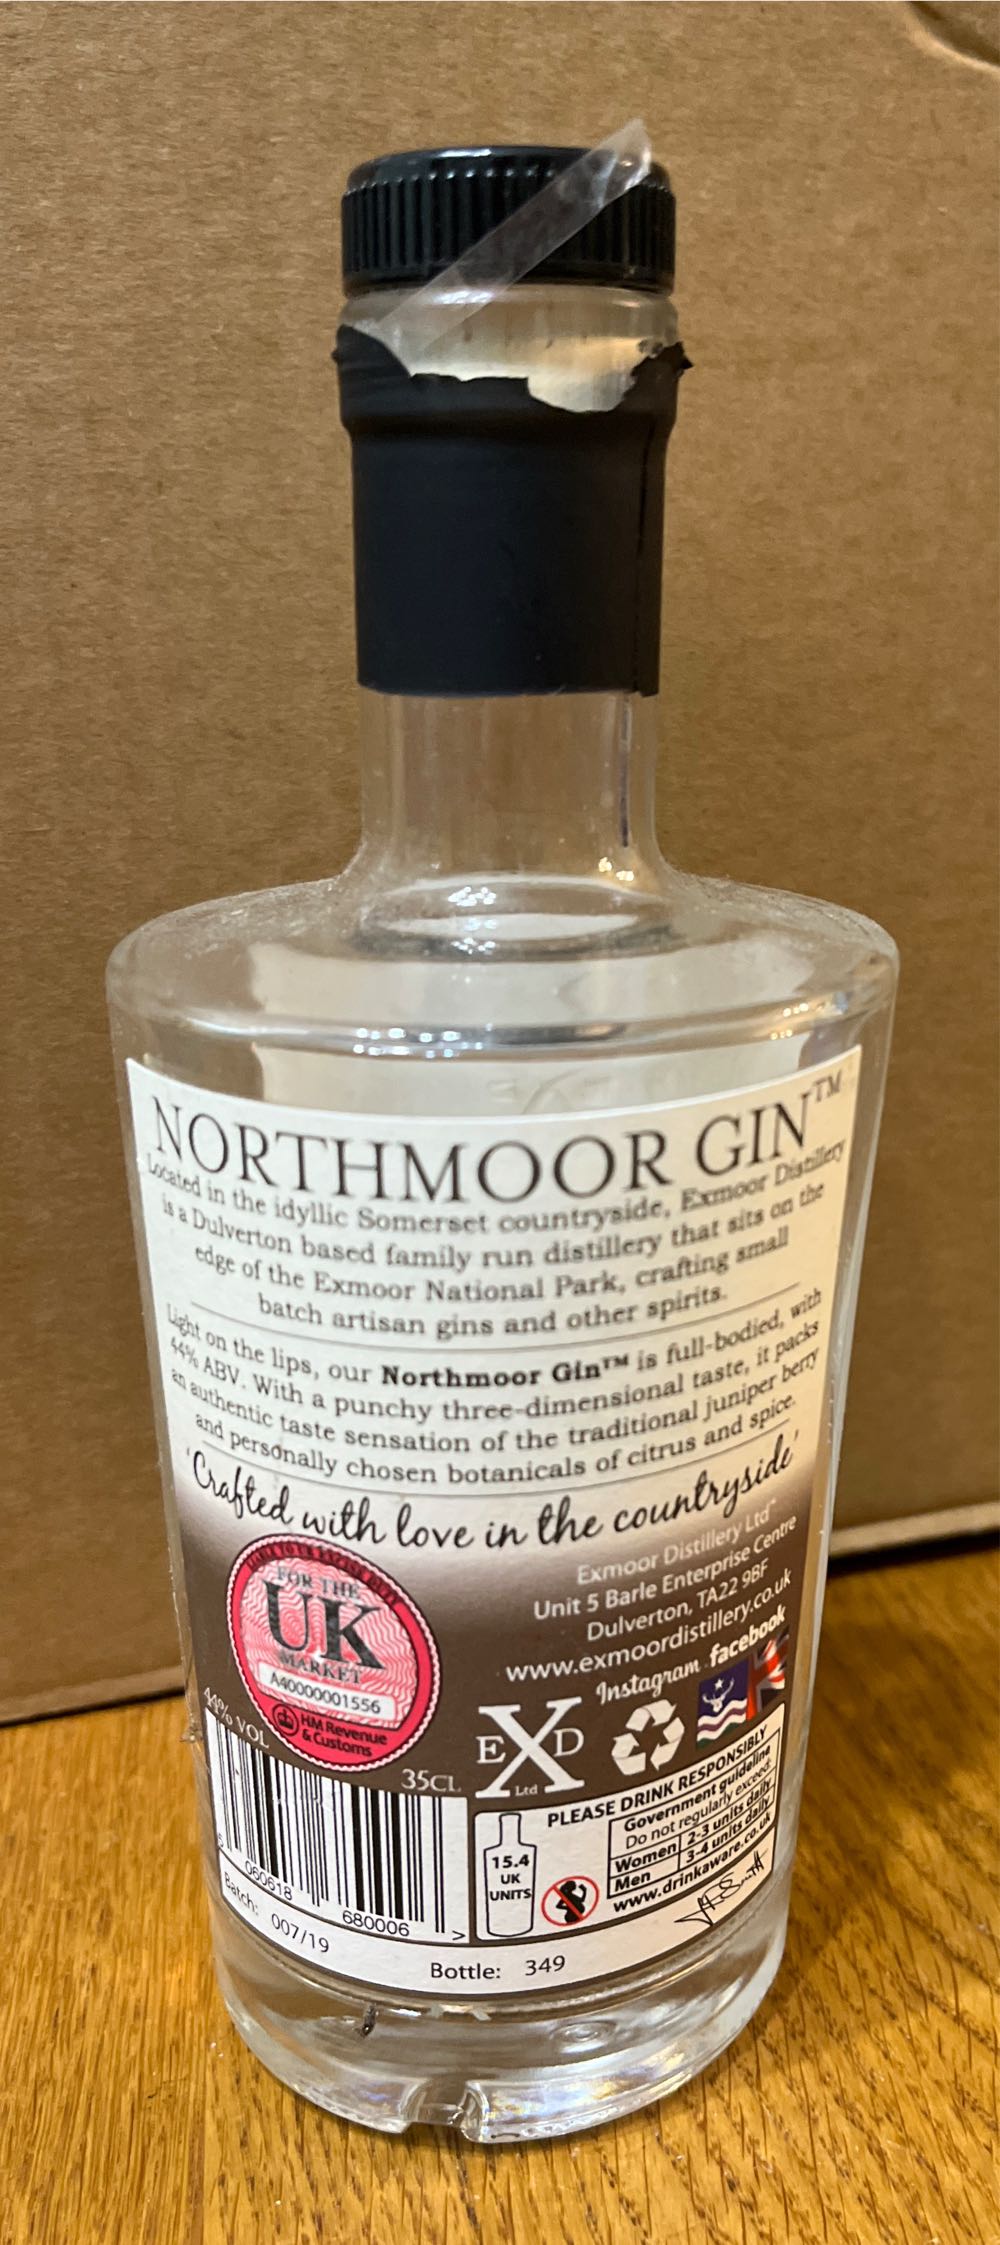 NORTHMOOR GIN™
Located in the idyllic Somerset countryside, Exmoor Distillery
is a Dulverton based family run distillery that sits on the
edge of the Exmoor National Park, crafting small
batch artisan gins and other spirits.
Light on the lips, our Northmoor Gin™ is full-bodied, with
44% ABV. With a punchy three-dimensional taste, it packs
an authentic taste sensation of the traditional juniper berry
and personally chosen botanicals of citrus and spice.
'Crafted with love in the countryside'
Exmoor Distillery Ltd™
Unit 5 Barle Enterprise Centre
Dulverton, TA22 9BF
www.exmoordistillery.co.uk
Instagram facebook
FOR THE
UK
MARKET
A40000001556
HM Revenue
& Customs
44% VOL
35CL
EXD
Ltd
PLEASE DRINK RESPONSIBLY
Government guideline
Do not regularly exceed
Women 2-3 units daily
Men 3-4 units daily
www.drinkaware.co.uk
15.4
UK
UNITS
5 060618 680006 >
Batch: 007/19
Bottle: 349